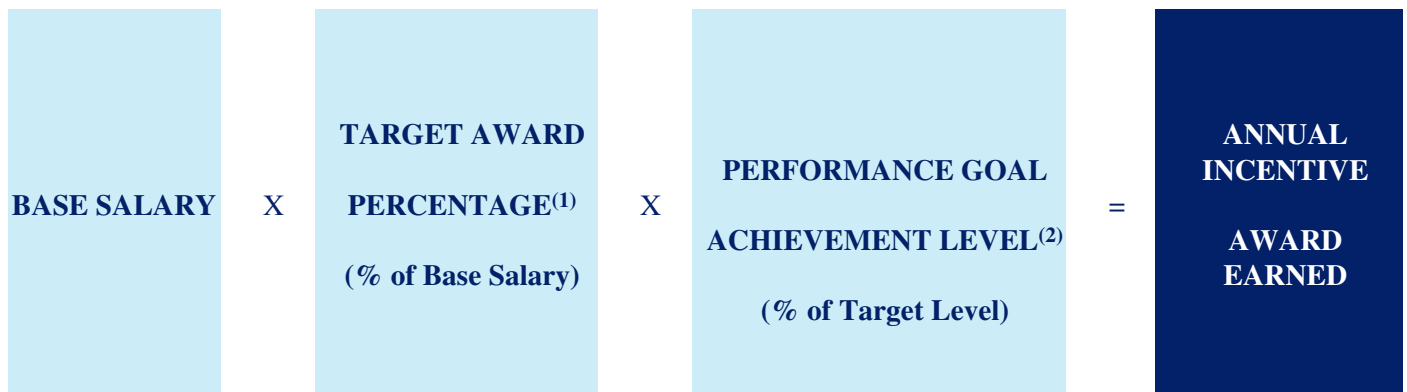 BASE SALARY
X
TARGET AWARD
PERCENTAGE(1)
(% of Base Salary)
X
PERFORMANCE GOAL
ACHIEVEMENT LEVEL(2)
(% of Target Level)
=
ANNUAL
INCENTIVE
AWARD
EARNED